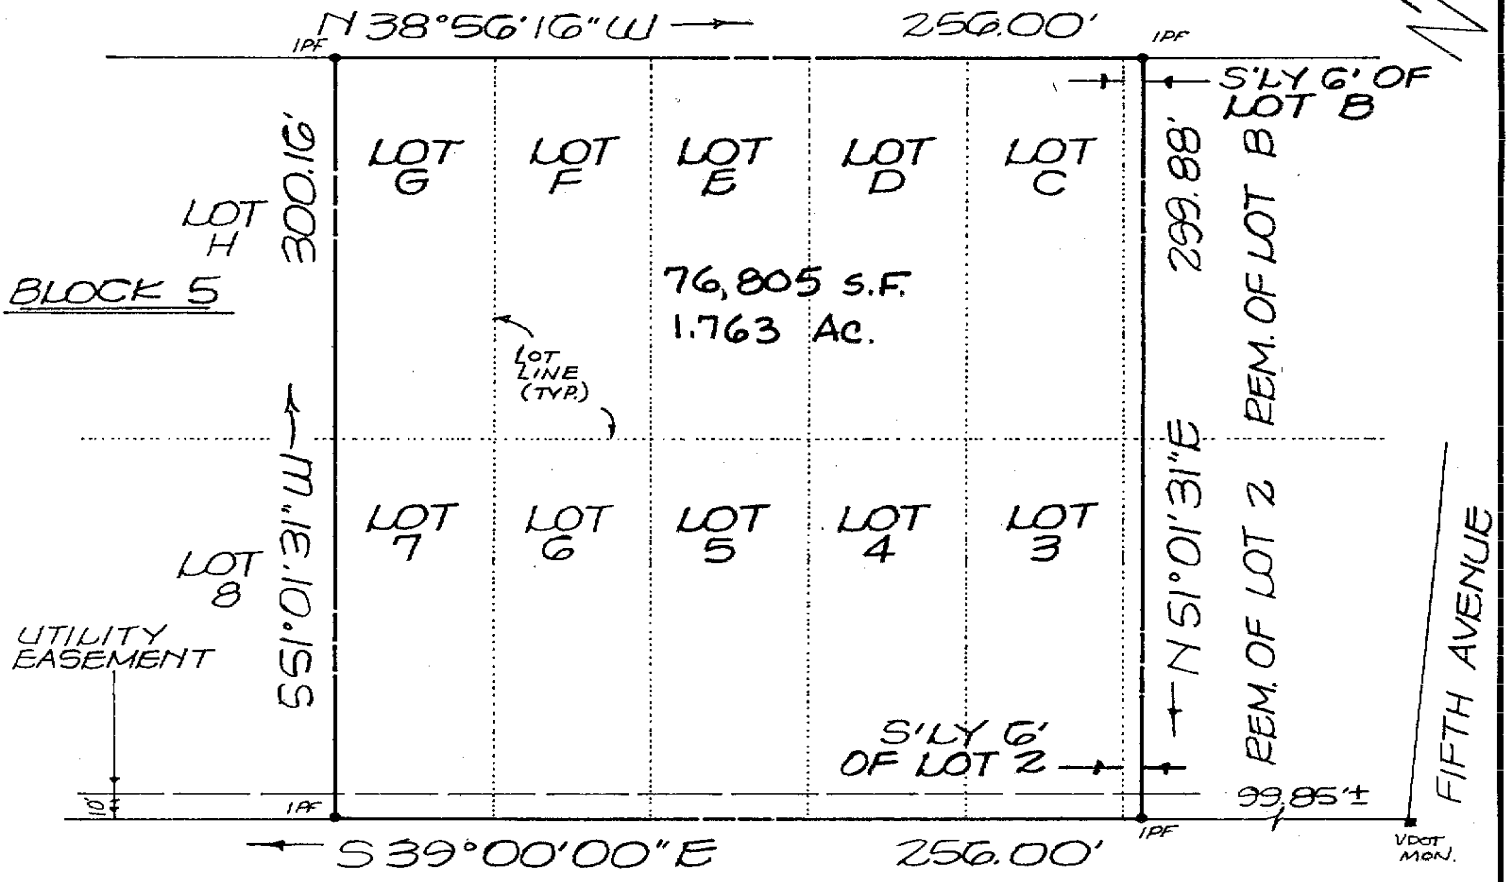 N 38°56'16" W 256.00'
IPF
IPF
S'LY 6' OF
LOT B
300.16'
LOT
G
LOT
F
LOT
E
LOT
D
LOT
C
299.88'
REM. OF LOT B
LOT
H
BLOCK 5
76,805 S.F.
1.763 AC.
LOT
LINE
(TYP.)
S51°01'31"W
LOT
7
LOT
6
LOT
5
LOT
4
LOT
3
N51°01'31"E
REM. OF LOT 2
LOT
8
UTILITY
EASEMENT
S'LY 6'
OF LOT 2
FIFTH AVENUE
10'
IPF
99.85'±
IPF
VDOT
MON.
S 39°00'00" E 256.00'